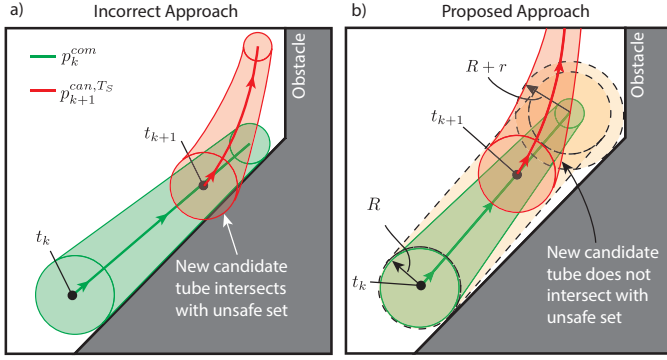 a)
Incorrect Approach
p_k^{com}
p_{k+1}^{can,T_S}
Obstacle
t_{k+1}
t_k
New candidate
tube intersects
with unsafe set
b)
Proposed Approach
Obstacle
R + r
t_{k+1}
R
t_k
New candidate
tube does not
intersect with
unsafe set